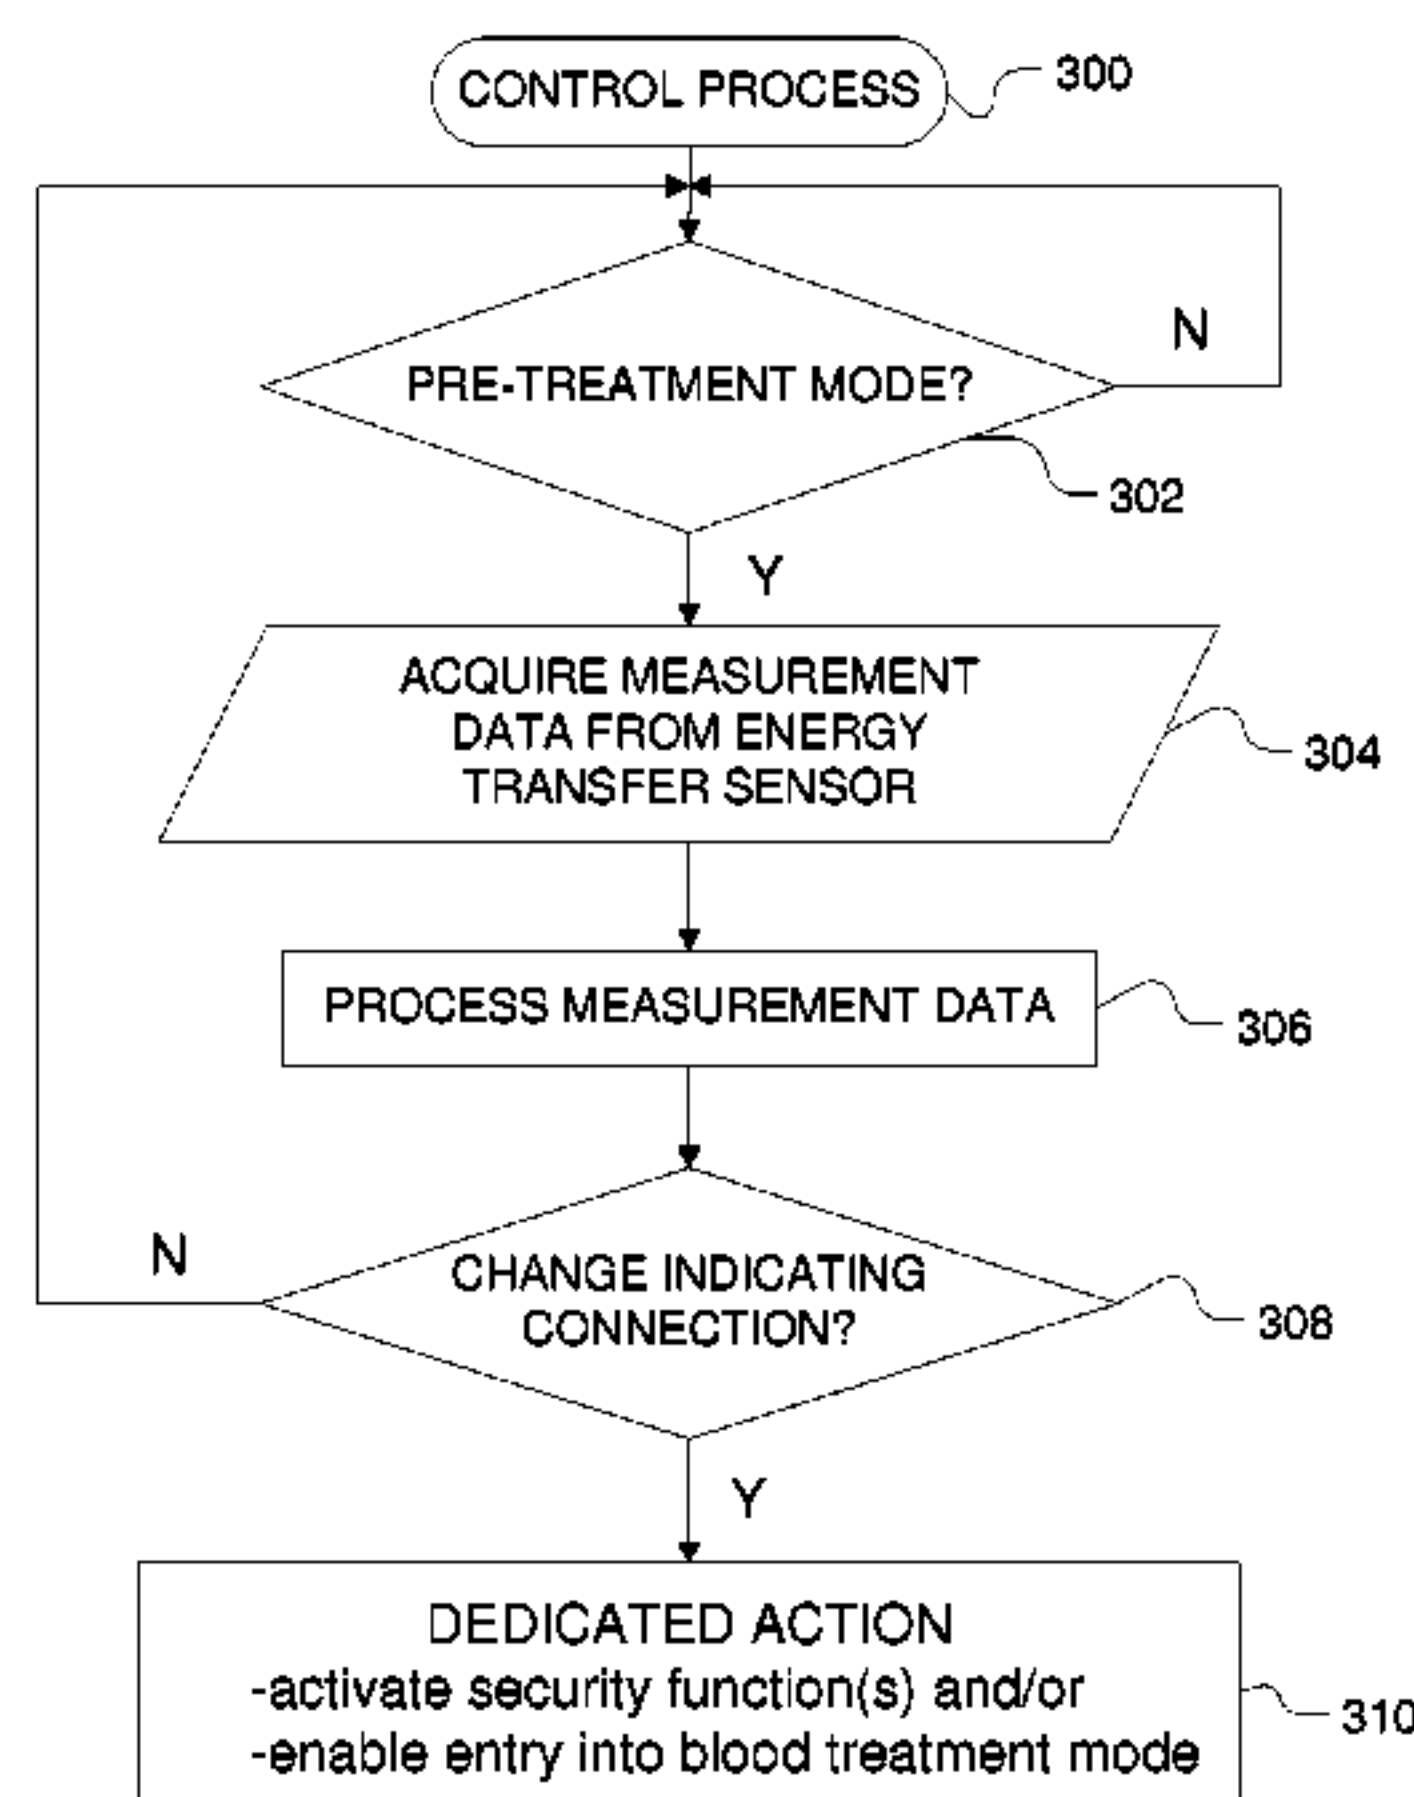 CONTROL PROCESS
300
N
PRE-TREATMENT MODE?
302
Y
ACQUIRE MEASUREMENT
DATA FROM ENERGY
TRANSFER SENSOR
304
PROCESS MEASUREMENT DATA
306
N
CHANGE INDICATING
CONNECTION?
308
Y
DEDICATED ACTION
-activate security function(s) and/or
-enable entry into blood treatment mode
310